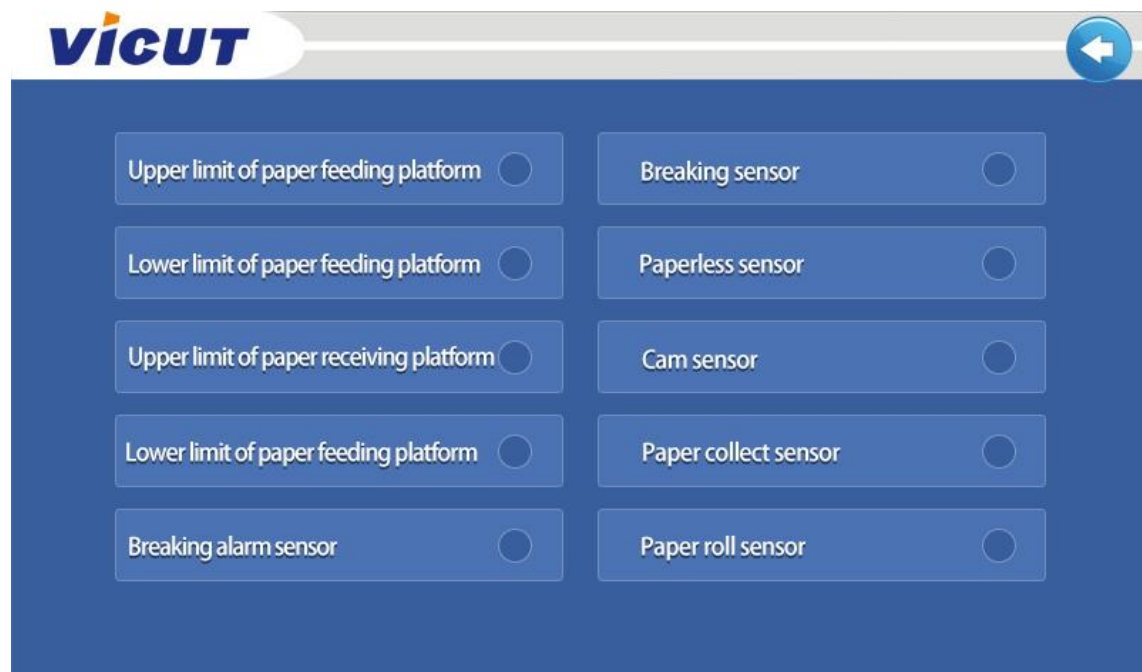 VICUT
Upper limit of paper feeding platform
Lower limit of paper feeding platform
Upper limit of paper receiving platform
Lower limit of paper feeding platform
Breaking alarm sensor
Breaking sensor
Paperless sensor
Cam sensor
Paper collect sensor
Paper roll sensor